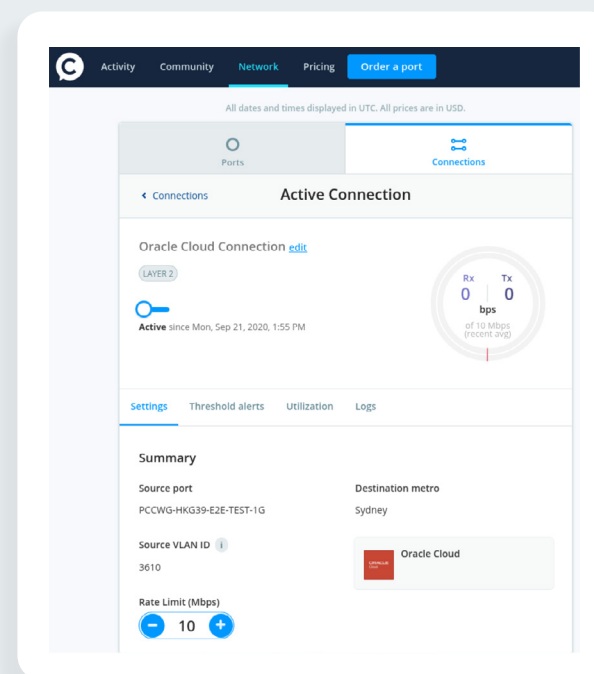 Activity Community Network Pricing Order a port
All dates and times displayed in UTC. All prices are in USD.
Ports
Connections
Connections
Active Connection
Oracle Cloud Connection edit
LAYER 2
Active since Mon, Sep 21, 2020, 1:55 PM
Rx Tx
0 0
bps
of 10 Mbps
(recent avg)
Settings Threshold alerts Utilization Logs
Summary
Source port
PCCWG-HKG39-E2E-TEST-1G
Destination metro
Sydney
Source VLAN ID i
3610
ORACLE
Oracle Cloud
Rate Limit (Mbps)
− 10 +